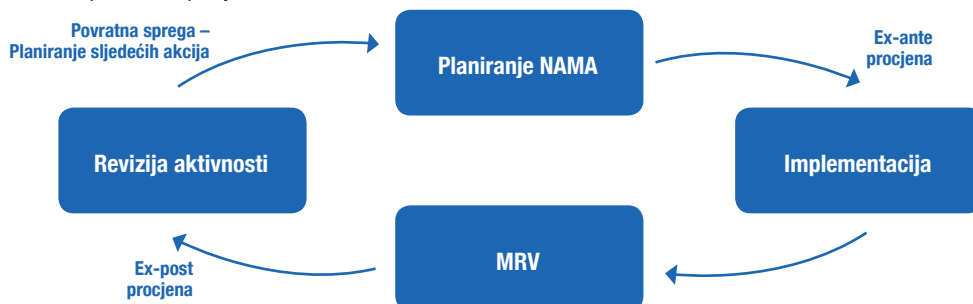 Povratna sprega –
Planiranje sljedećih akcija
Planiranje NAMA
Ex-ante
procjena
Revizija aktivnosti
Implementacija
MRV
Ex-post
procjena